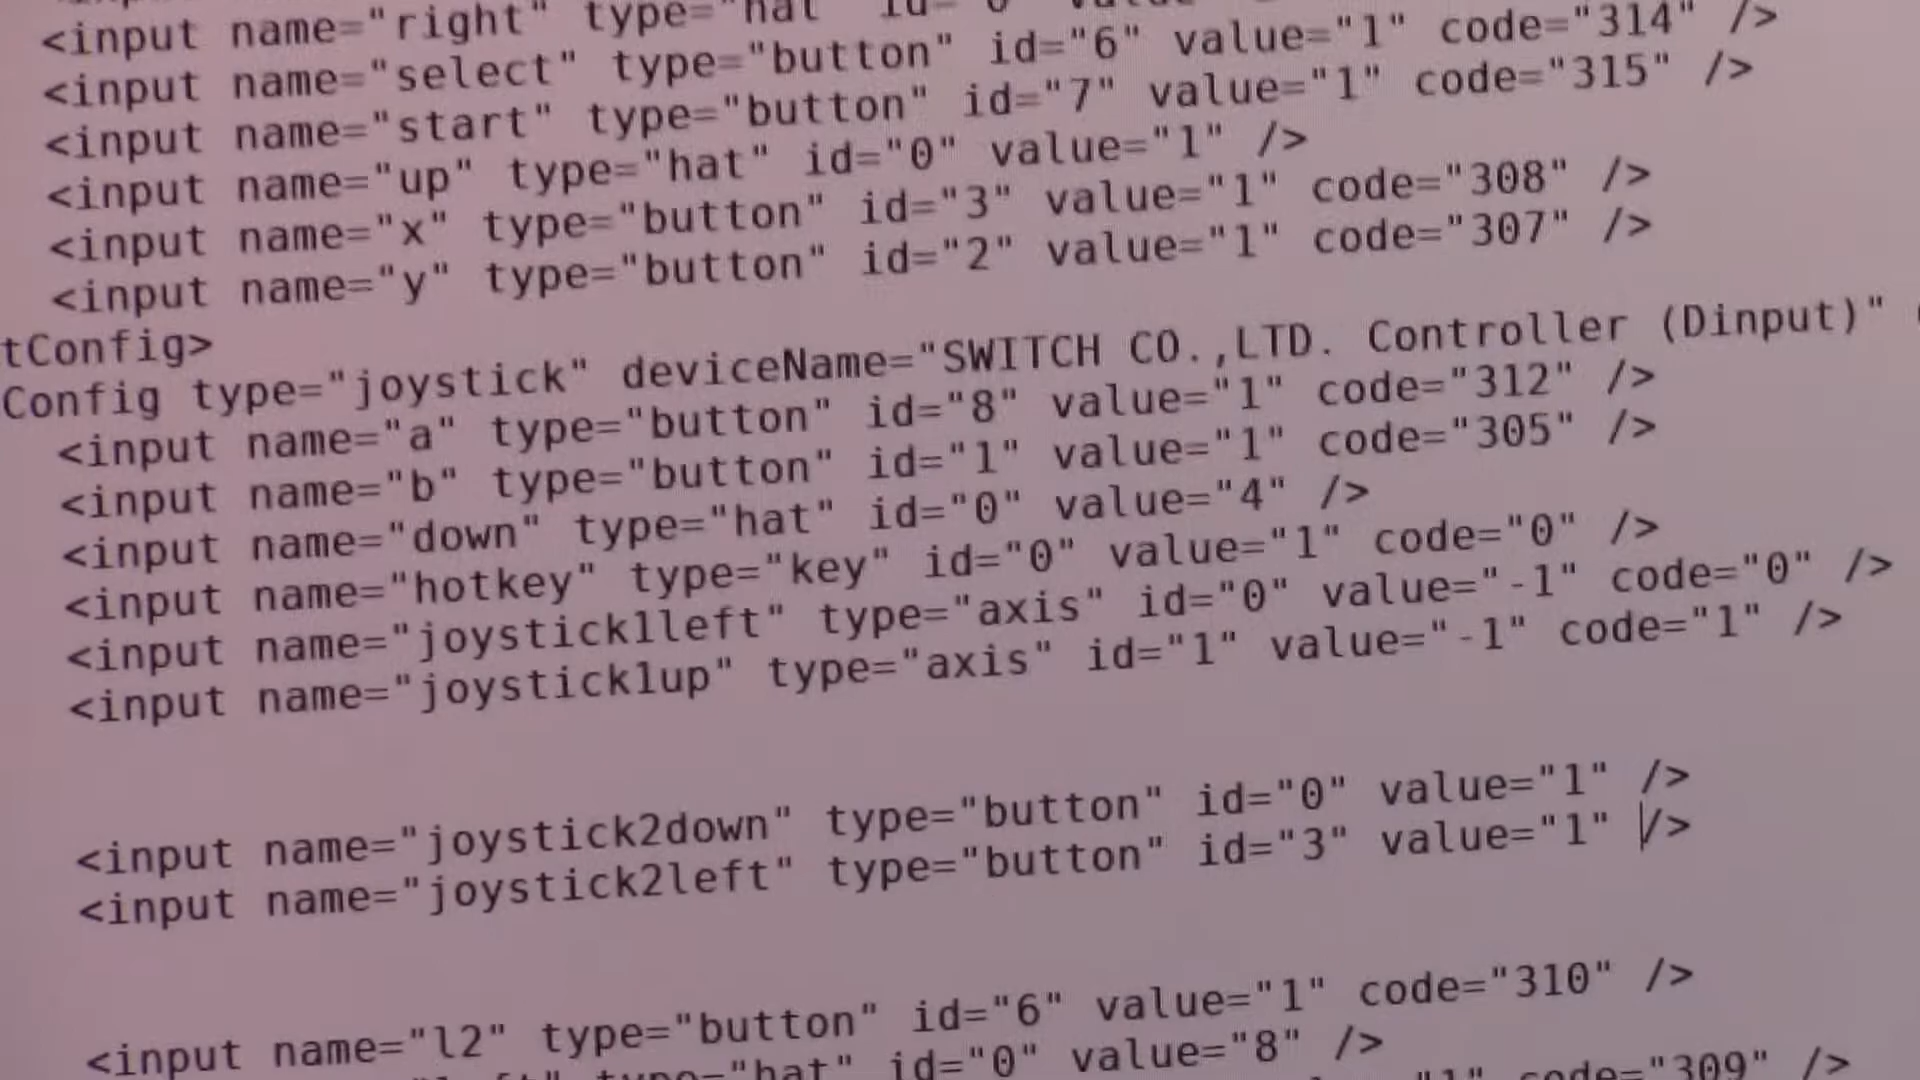 <input name="right" type="hat" id="0"
<input name="select" type="button" id="6" value="1" code="314" />
<input name="start" type="button" id="7" value="1" code="315" />
<input name="up" type="hat" id="0" value="1" />
<input name="x" type="button" id="3" value="1" code="308" />
<input name="y" type="button" id="2" value="1" code="307" />
tConfig>
Config type="joystick" deviceName="SWITCH CO.,LTD. Controller (Dinput)"
<input name="a" type="button" id="8" value="1" code="312" />
<input name="b" type="button" id="1" value="1" code="305" />
<input name="down" type="hat" id="0" value="4" />
<input name="hotkey" type="key" id="0" value="1" code="0" />
<input name="joystick1left" type="axis" id="0" value="-1" code="0" />
<input name="joystick1up" type="axis" id="1" value="-1" code="1" />
<input name="joystick2down" type="button" id="0" value="1" />
<input name="joystick2left" type="button" id="3" value="1" />
<input name="l2" type="button" id="6" value="1" code="310" />
type="hat" id="0" value="8" />
"1" code="309" />